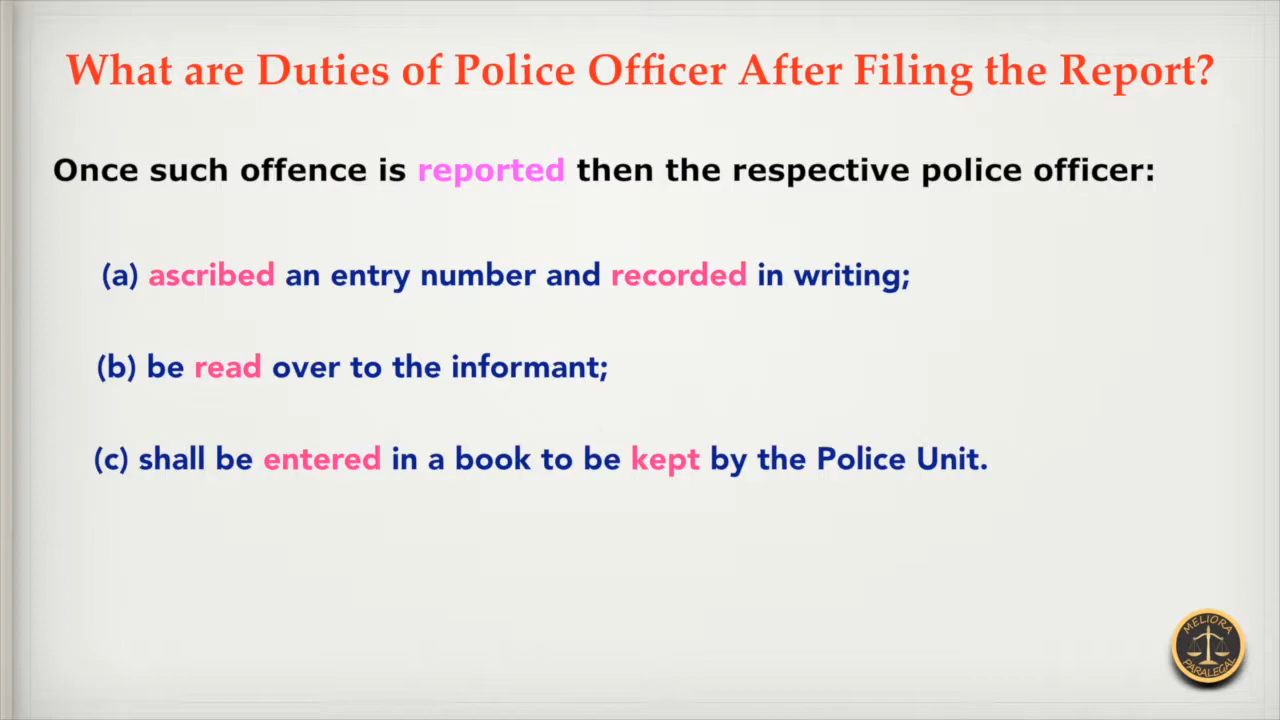 What are Duties of Police Officer After Filing the Report?
Once such offence is reported then the respective police officer:
(a) ascribed an entry number and recorded in writing;
(b) be read over to the informant;
(c) shall be entered in a book to be kept by the Police Unit.
MELIORA
PARALEGAL